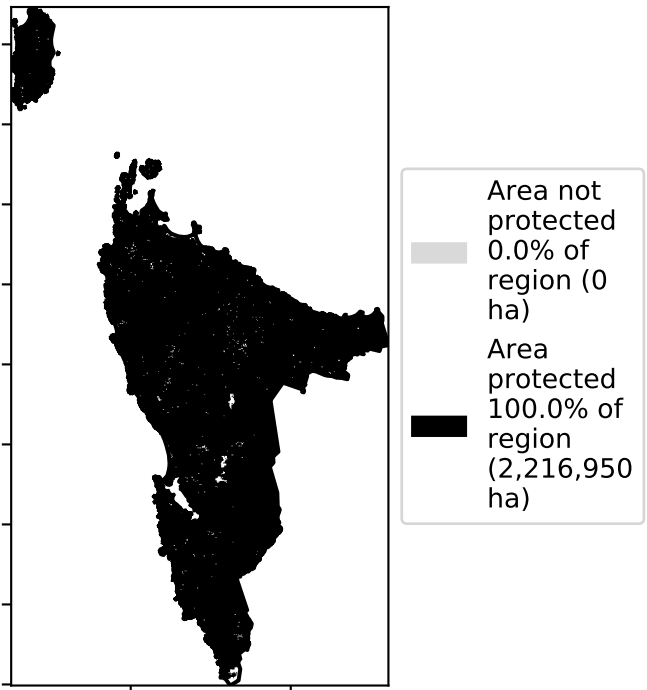 Area not
protected
0.0% of
region (0
ha)
Area
protected
100.0% of
region
(2,216,950
ha)